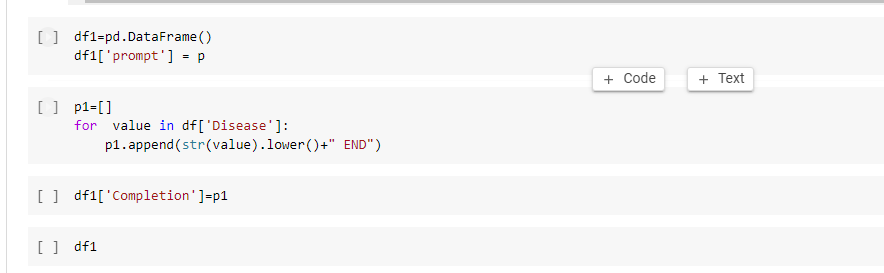 [ ] df1=pd.DataFrame()
df1['prompt'] = p
+ Code + Text
[ ] p1=[]
for  value in df['Disease']:
    p1.append(str(value).lower()+" END")
[ ] df1['Completion']=p1
[ ] df1